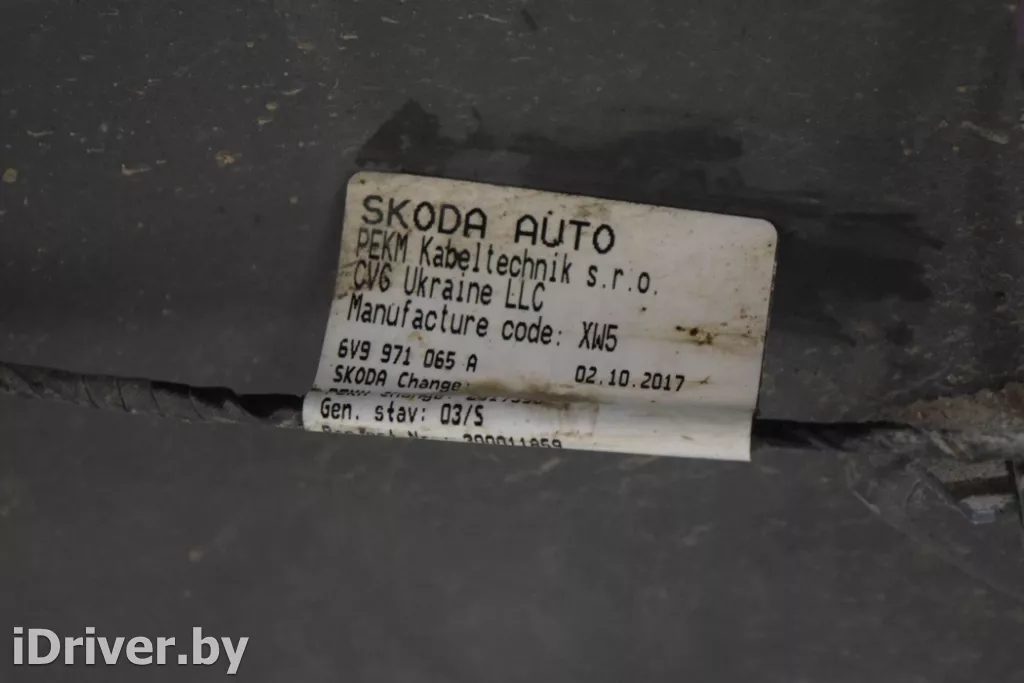 SKODA AUTO
PEKM Kabeltechnik s.r.o.
CVG Ukraine LLC
Manufacture code: XW5
6V9 971 065 A 02.10.2017
SKODA Change:
Gen. stav: 03/S
iDriver.by